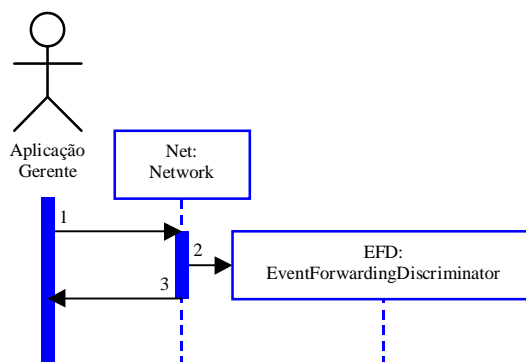 Aplicação
Gerente
Net:
Network
1
2
EFD:
EventForwardingDiscriminator
3